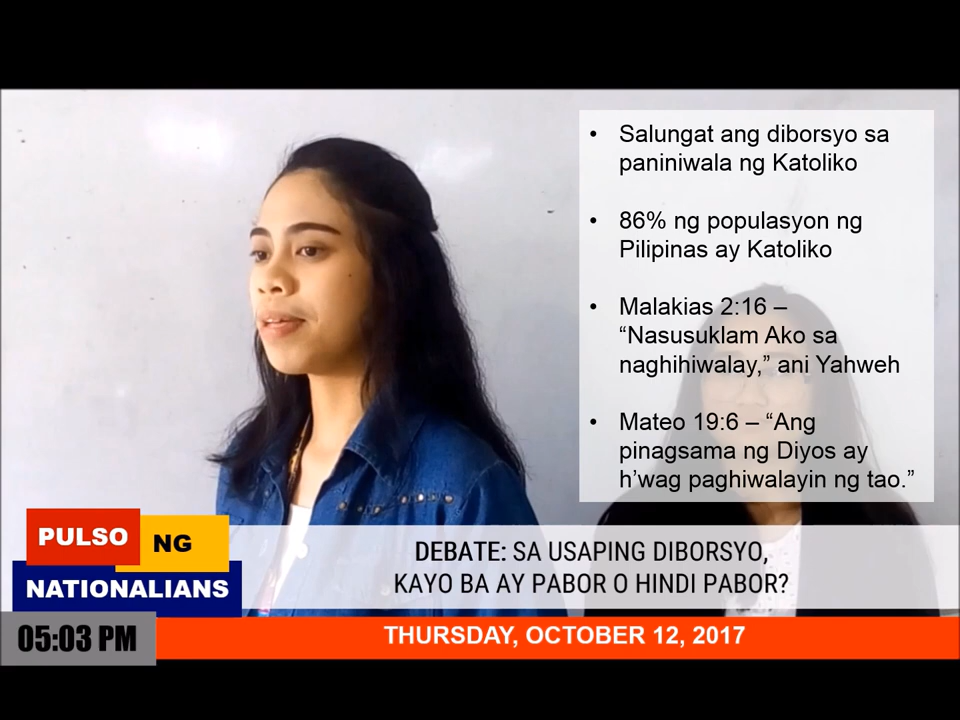 • Salungat ang diborsyo sa
paniniwala ng Katoliko
• 86% ng populasyon ng
Pilipinas ay Katoliko
• Malakias 2:16 –
“Nasusuklam Ako sa
naghihiwalay,” ani Yahweh
• Mateo 19:6 – “Ang
pinagsama ng Diyos ay
h’wag paghiwalayin ng tao.”
PULSO
NG
NATIONALIANS
DEBATE: SA USAPING DIBORSYO,
KAYO BA AY PABOR O HINDI PABOR?
05:03 PM
THURSDAY, OCTOBER 12, 2017